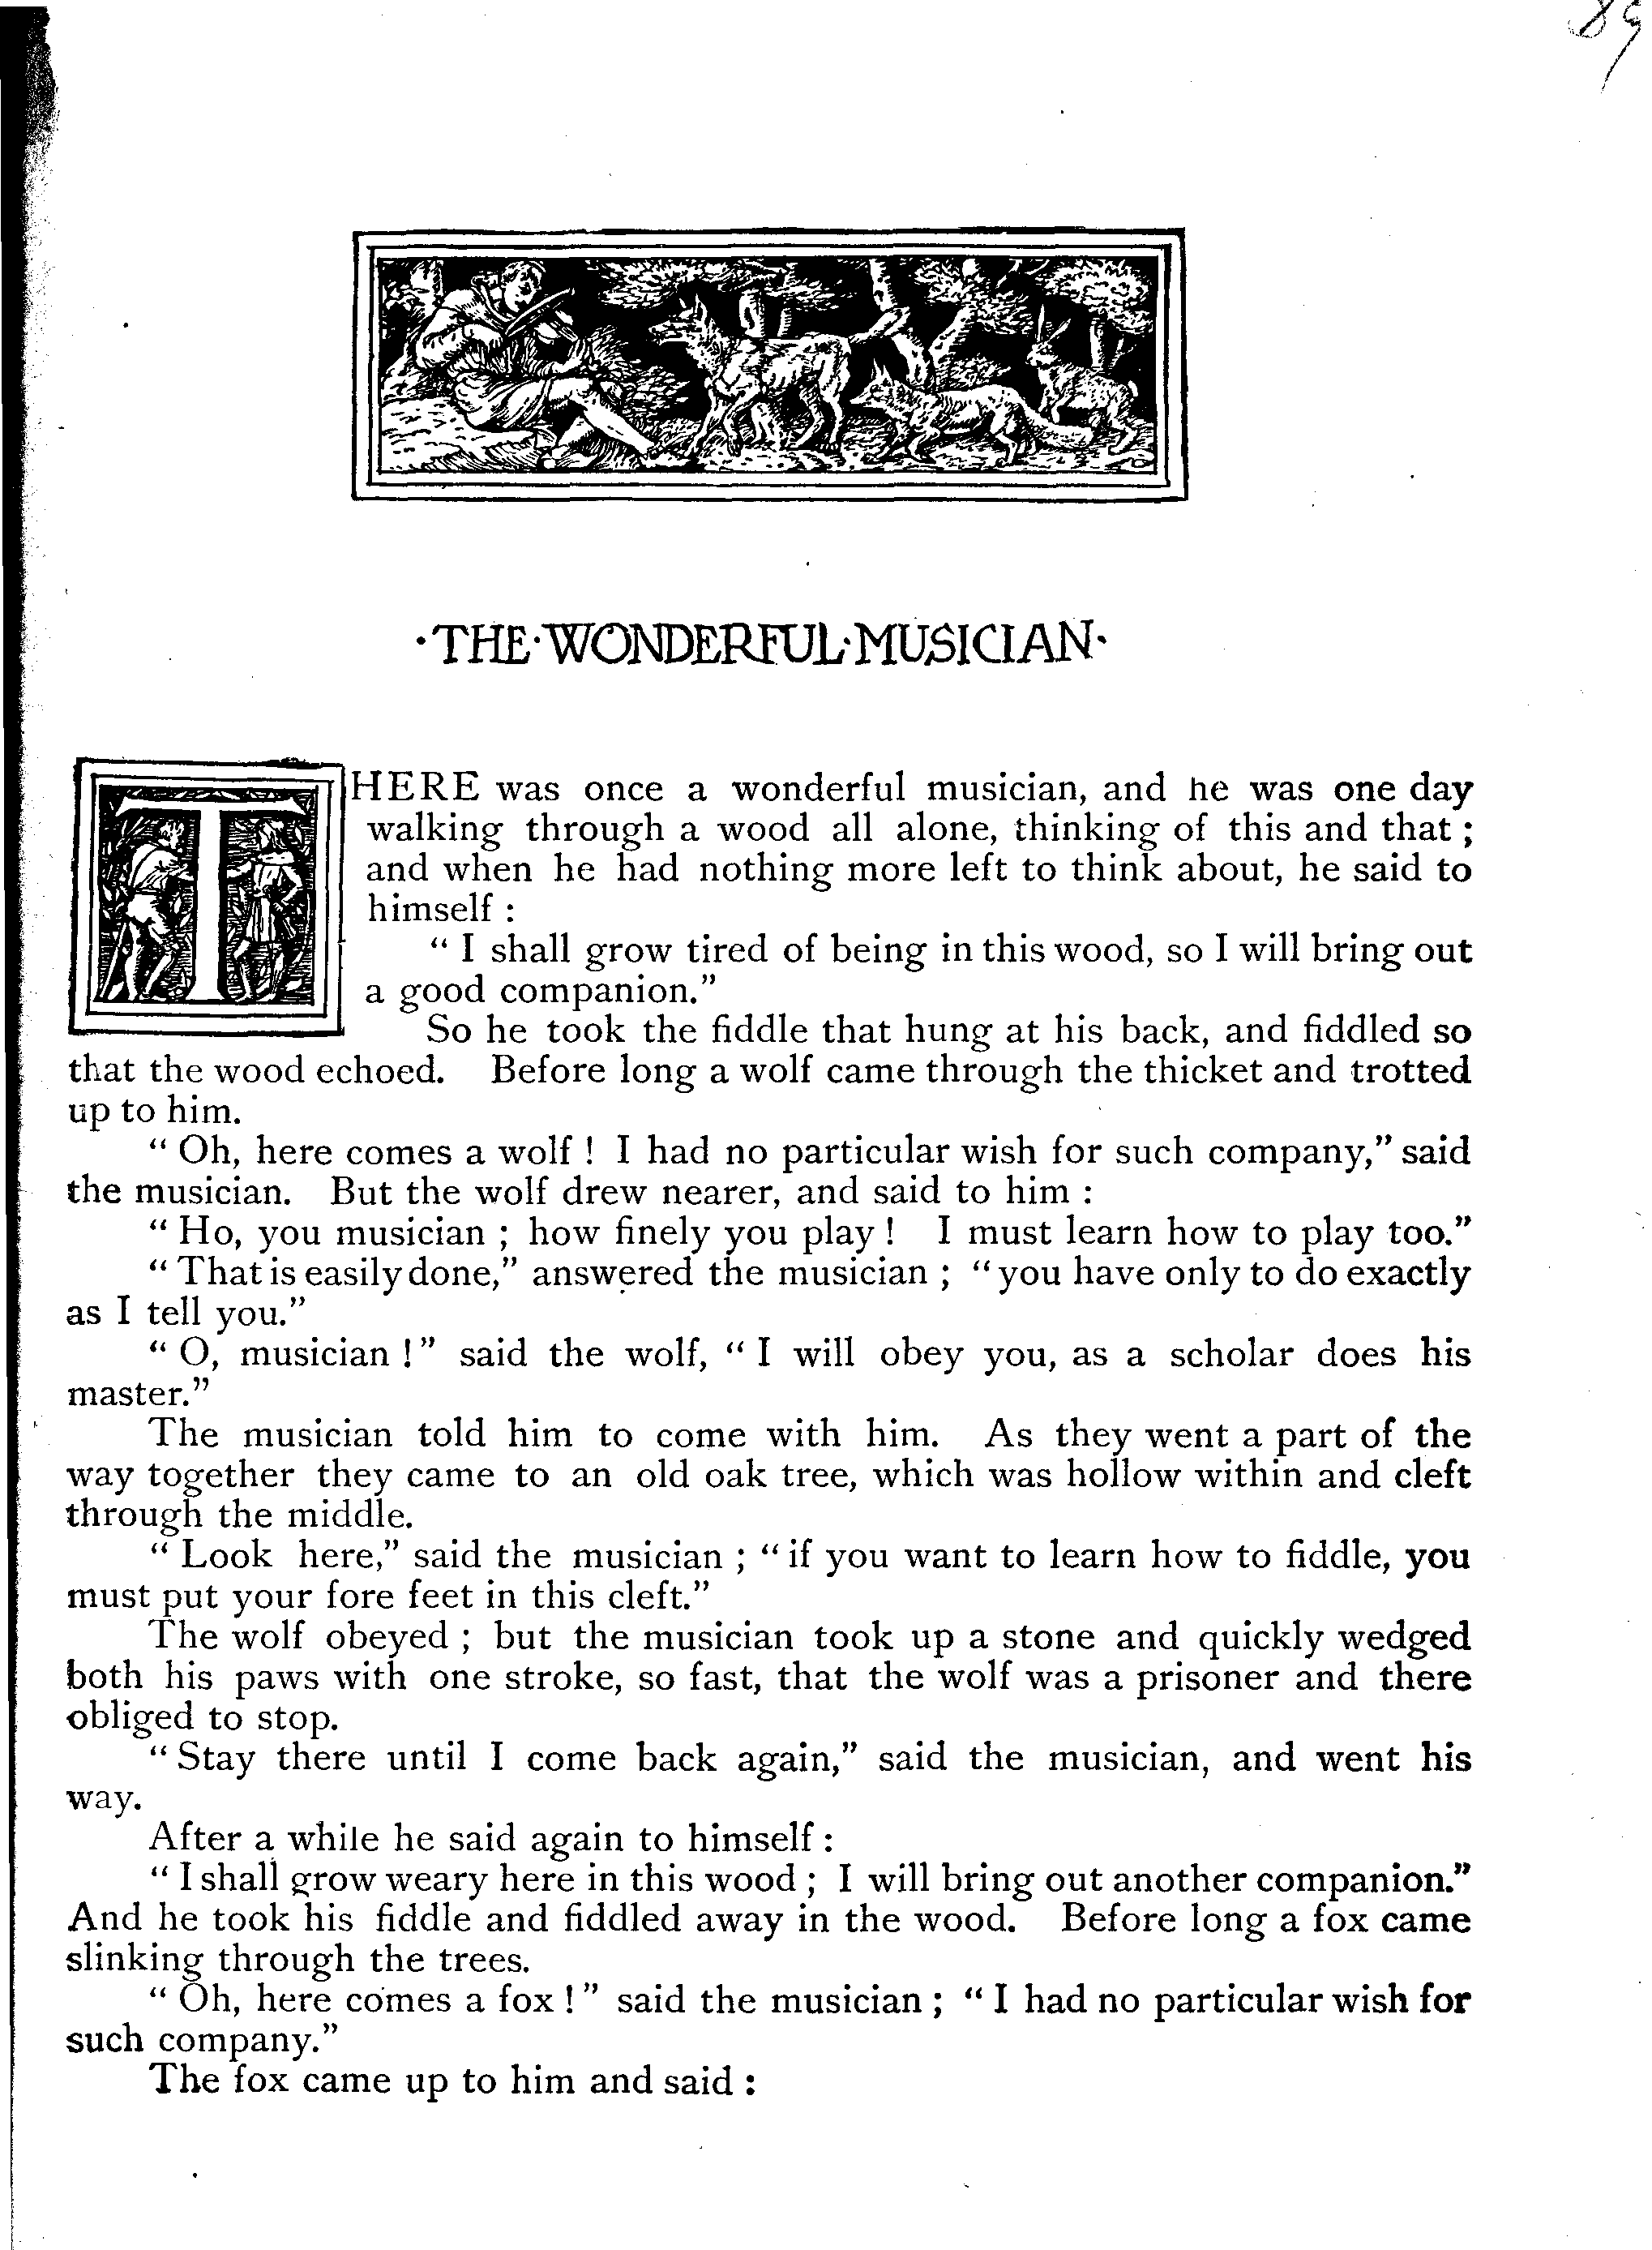 89
·THE·WONDERFUL·MUSICIAN·
THERE was once a wonderful musician, and he was one day
walking through a wood all alone, thinking of this and that ;
and when he had nothing more left to think about, he said to
himself :
“ I shall grow tired of being in this wood, so I will bring out
a good companion.”
So he took the fiddle that hung at his back, and fiddled so
that the wood echoed. Before long a wolf came through the thicket and trotted
up to him.
“ Oh, here comes a wolf ! I had no particular wish for such company,” said
the musician. But the wolf drew nearer, and said to him :
“ Ho, you musician ; how finely you play ! I must learn how to play too.”
“ That is easily done,” answered the musician ; “ you have only to do exactly
as I tell you.”
“ O, musician ! ” said the wolf, “ I will obey you, as a scholar does his
master.”
The musician told him to come with him. As they went a part of the
way together they came to an old oak tree, which was hollow within and cleft
through the middle.
“ Look here,” said the musician ; “ if you want to learn how to fiddle, you
must put your fore feet in this cleft.”
The wolf obeyed ; but the musician took up a stone and quickly wedged
both his paws with one stroke, so fast, that the wolf was a prisoner and there
obliged to stop.
“ Stay there until I come back again,” said the musician, and went his
way.
After a while he said again to himself :
“ I shall grow weary here in this wood ; I will bring out another companion.”
And he took his fiddle and fiddled away in the wood. Before long a fox came
slinking through the trees.
“ Oh, here comes a fox ! ” said the musician ; “ I had no particular wish for
such company.”
The fox came up to him and said :